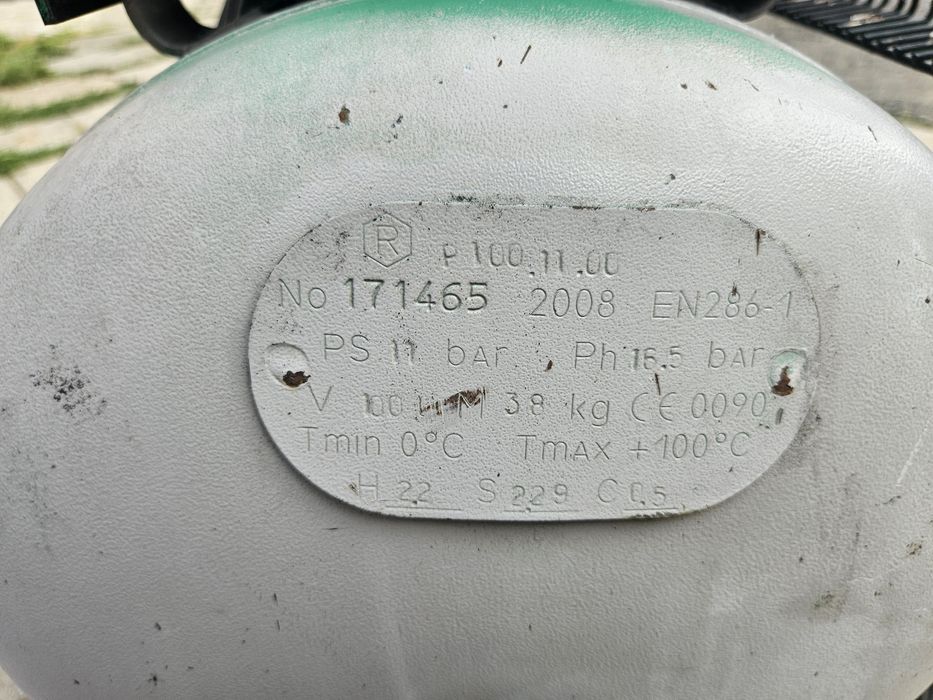 R P 100.11.00
No 171465 2008 EN286-1
PS 11 bAr Ph 16.5 bAr
V 100 M 38 kg CE 0090
Tmin 0°C TmAX +100°C
H 22 S 229 C 0.5